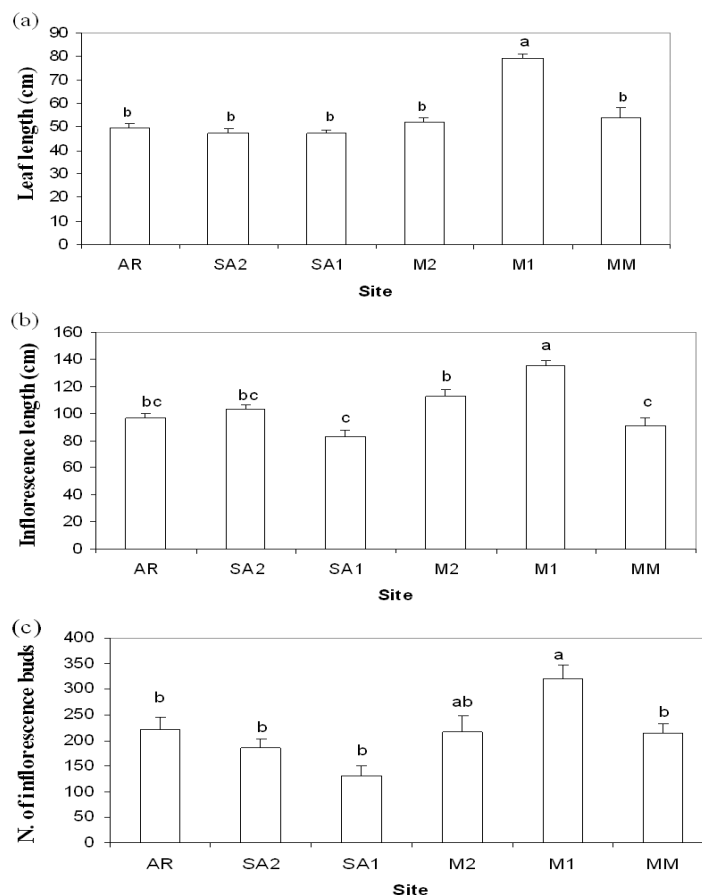 (a)
Leaf length (cm)
90
80
70
60
50
40
30
20
10
0
b b b b a b
AR SA2 SA1 M2 M1 MM
Site
(b)
Inflorescence length (cm)
160
140
120
100
80
60
40
20
0
bc bc c b a c
AR SA2 SA1 M2 M1 MM
Site
(c)
N. of inflorescence buds
400
350
300
250
200
150
100
50
0
b b b ab a b
AR SA2 SA1 M2 M1 MM
Site